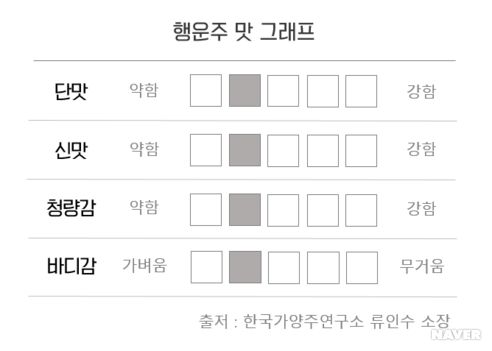 행운주 맛 그래프
단맛 약함 강함
신맛 약함 강함
청량감 약함 강함
바디감 가벼움 무거움
출저 : 한국가양주연구소 류인수 소장
NAVER